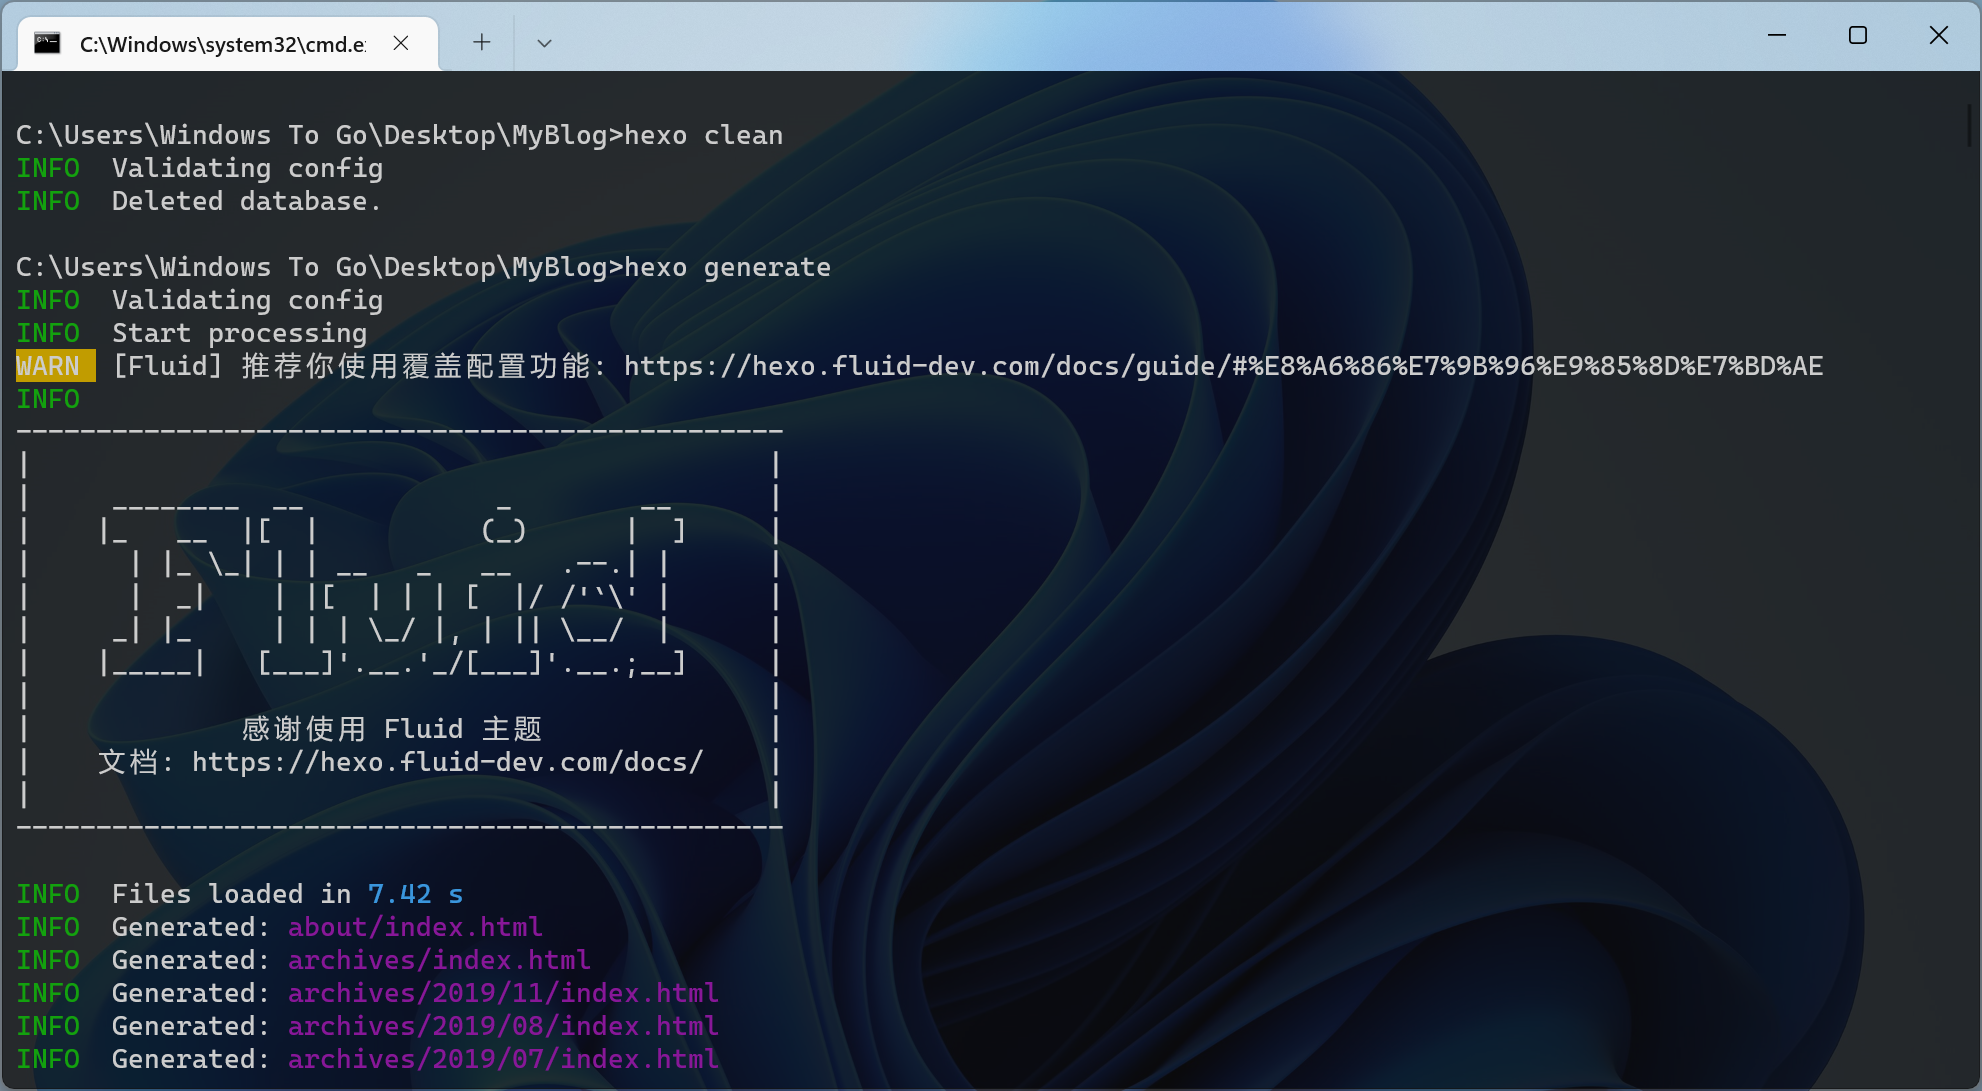 C:\Windows\system32\cmd.e
C:\Users\Windows To Go\Desktop\MyBlog>hexo clean
INFO  Validating config
INFO  Deleted database.
C:\Users\Windows To Go\Desktop\MyBlog>hexo generate
INFO  Validating config
INFO  Start processing
WARN  [Fluid] 推荐你使用覆盖配置功能: https://hexo.fluid-dev.com/docs/guide/#%E8%A6%86%E7%9B%96%E9%85%8D%E7%BD%AE
INFO
感谢使用 Fluid 主题
文档: https://hexo.fluid-dev.com/docs/
INFO  Files loaded in 7.42 s
INFO  Generated: about/index.html
INFO  Generated: archives/index.html
INFO  Generated: archives/2019/11/index.html
INFO  Generated: archives/2019/08/index.html
INFO  Generated: archives/2019/07/index.html